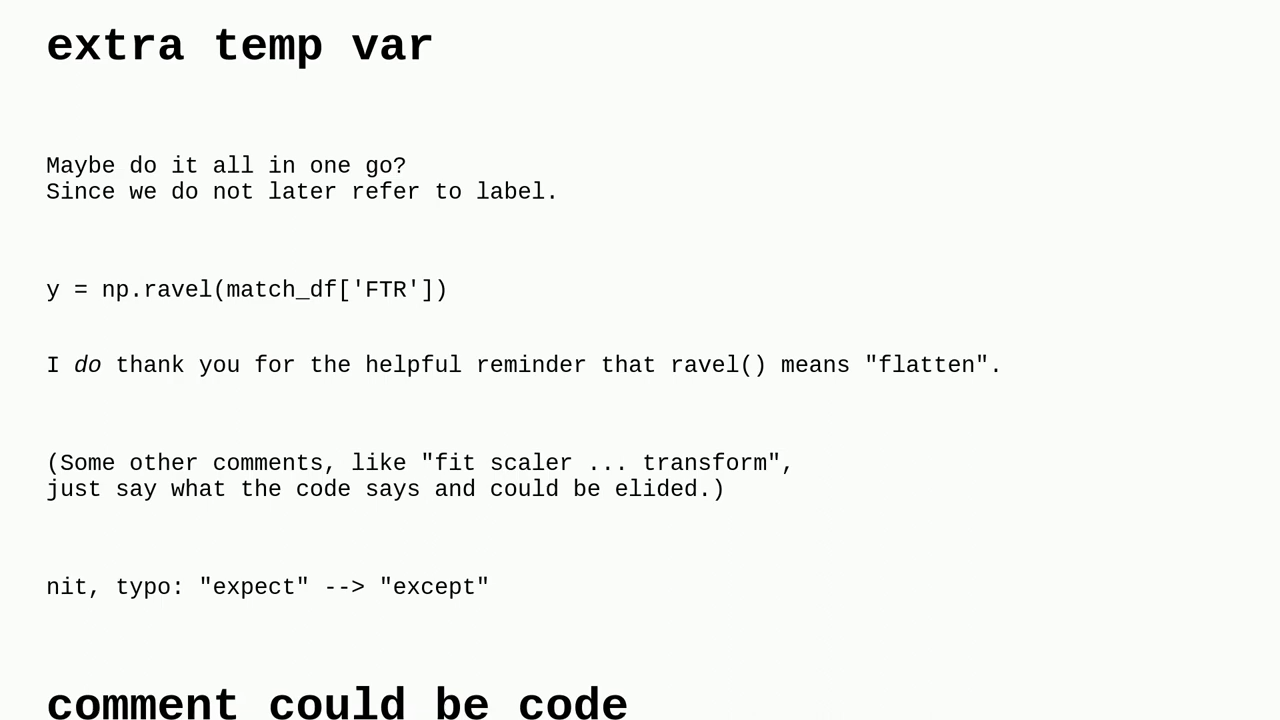 extra temp var
Maybe do it all in one go?
Since we do not later refer to label.
y = np.ravel(match_df['FTR'])
I do thank you for the helpful reminder that ravel() means "flatten".
(Some other comments, like "fit scaler ... transform",
just say what the code says and could be elided.)
nit, typo: "expect" --> "except"
comment could be code